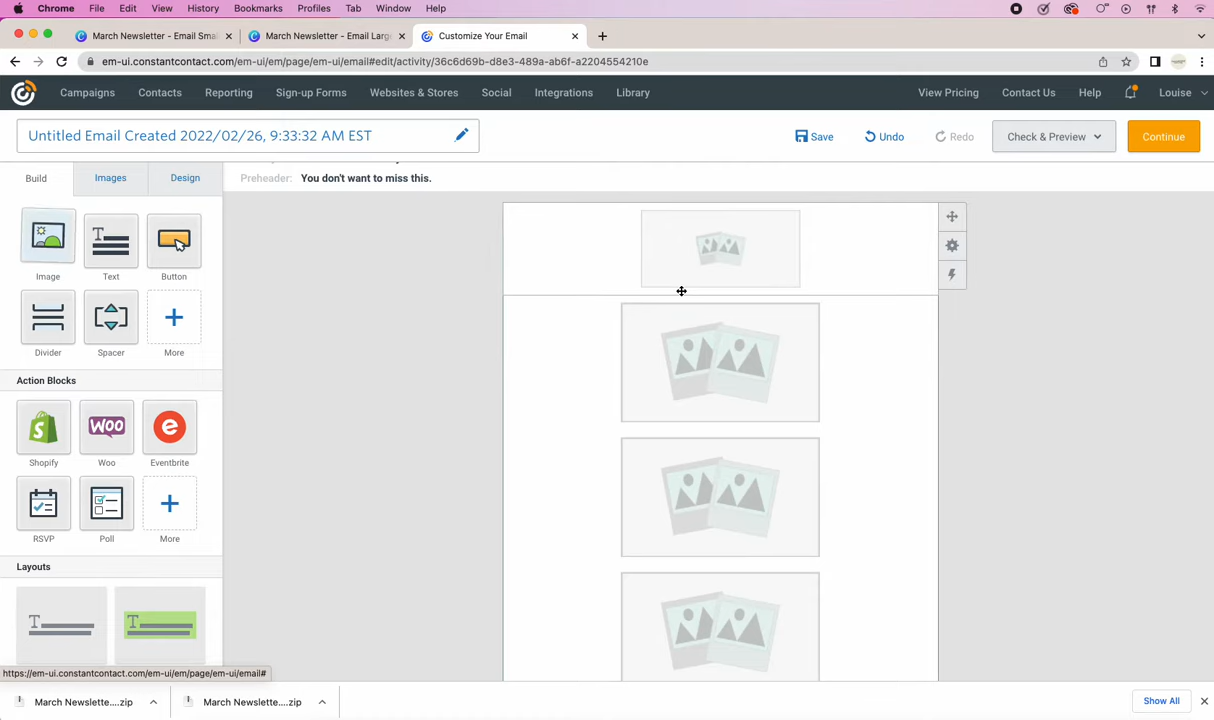 Chrome File Edit View History Bookmarks Profiles Tab Window Help
March Newsletter - Email Smal
March Newsletter - Email Larg
Customize Your Email
em-ui.constantcontact.com/em-ui/em/page/em-ui/email#edit/activity/36c6d69b-d8e3-489a-ab6f-a2204554210e
Campaigns Contacts Reporting Sign-up Forms Websites & Stores Social Integrations Library View Pricing Contact Us Help Louise
Untitled Email Created 2022/02/26, 9:33:32 AM EST
Save Undo Redo Check & Preview Continue
Build Images Design
Preheader: You don't want to miss this.
Image Text Button
Divider Spacer More
Action Blocks
S WOO e
Shopify Woo Eventbrite
RSVP Poll More
Layouts
T T
https://em-ui.constantcontact.com/em-ui/em/page/em-ui/email#
March Newslette....zip
March Newslette....zip
Show All